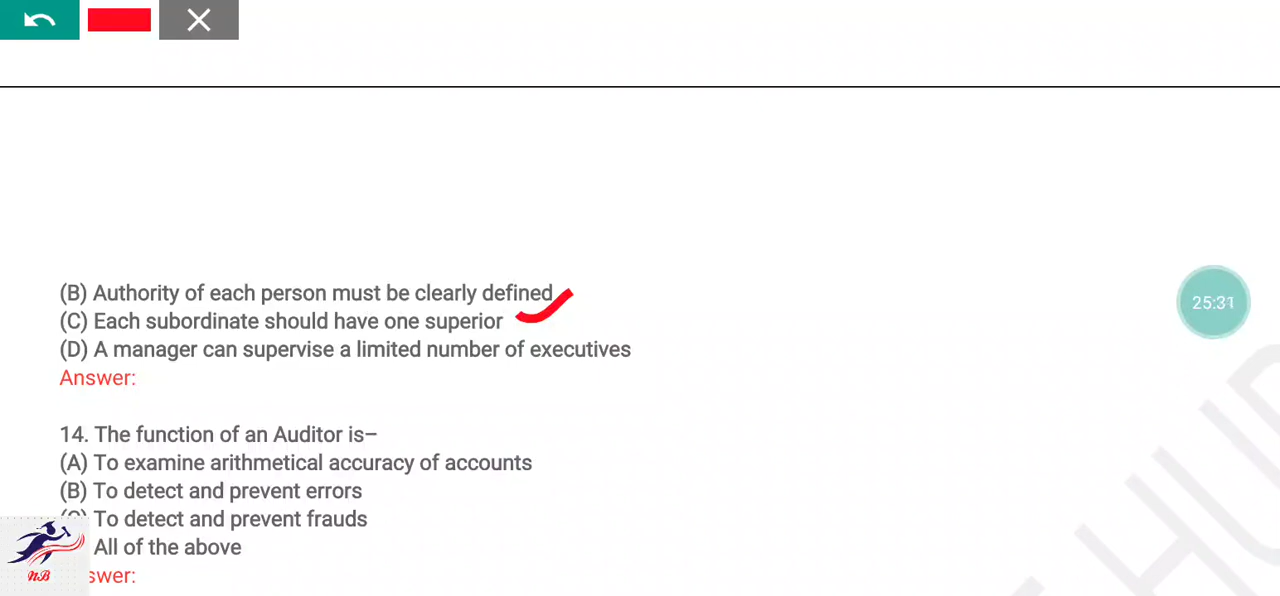 25:31
(B) Authority of each person must be clearly defined
(C) Each subordinate should have one superior
(D) A manager can supervise a limited number of executives
Answer:
14. The function of an Auditor is–
(A) To examine arithmetical accuracy of accounts
(B) To detect and prevent errors
To detect and prevent frauds
All of the above
swer:
NB
HUB